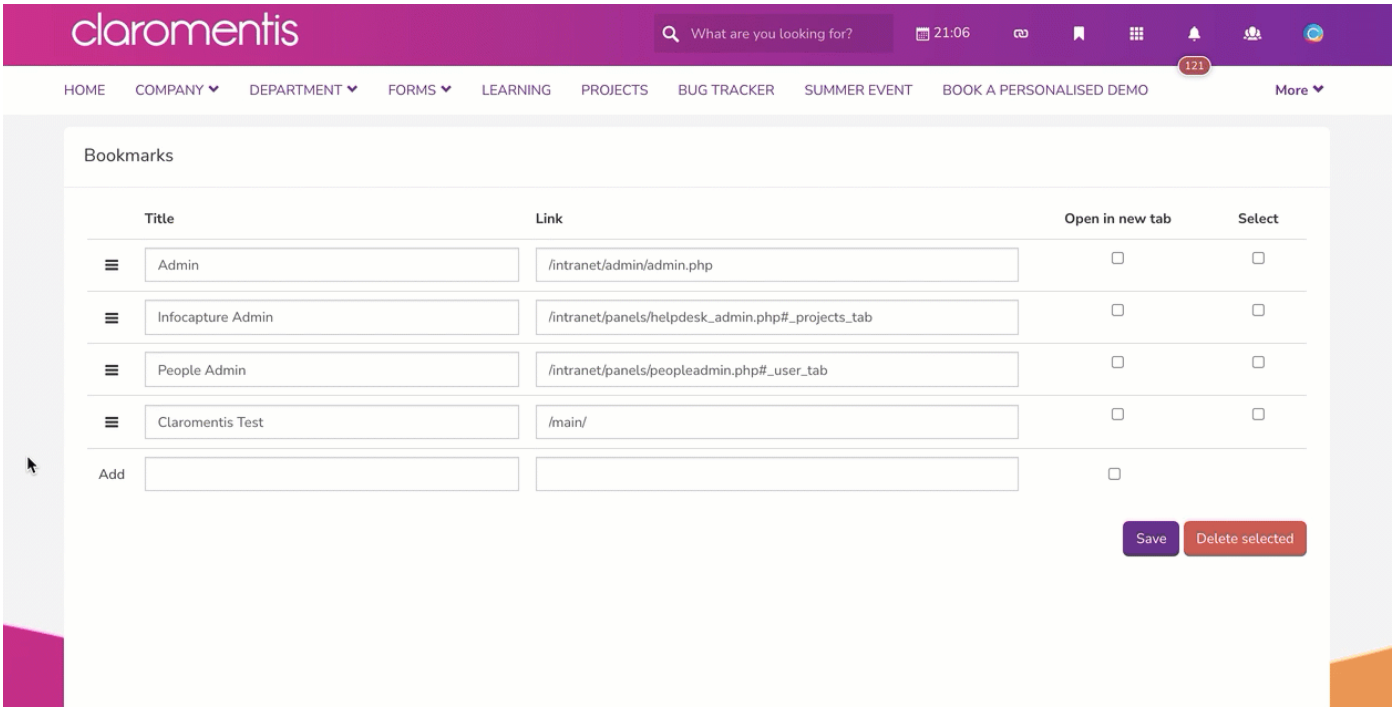 claromentis
What are you looking for?
21:06
121
HOME COMPANY DEPARTMENT FORMS LEARNING PROJECTS BUG TRACKER SUMMER EVENT BOOK A PERSONALISED DEMO More
Bookmarks
Title Link Open in new tab Select
Admin /intranet/admin/admin.php
Infocapture Admin /intranet/panels/helpdesk_admin.php#_projects_tab
People Admin /intranet/panels/peopleadmin.php#_user_tab
Claromentis Test /main/
Add
Save Delete selected